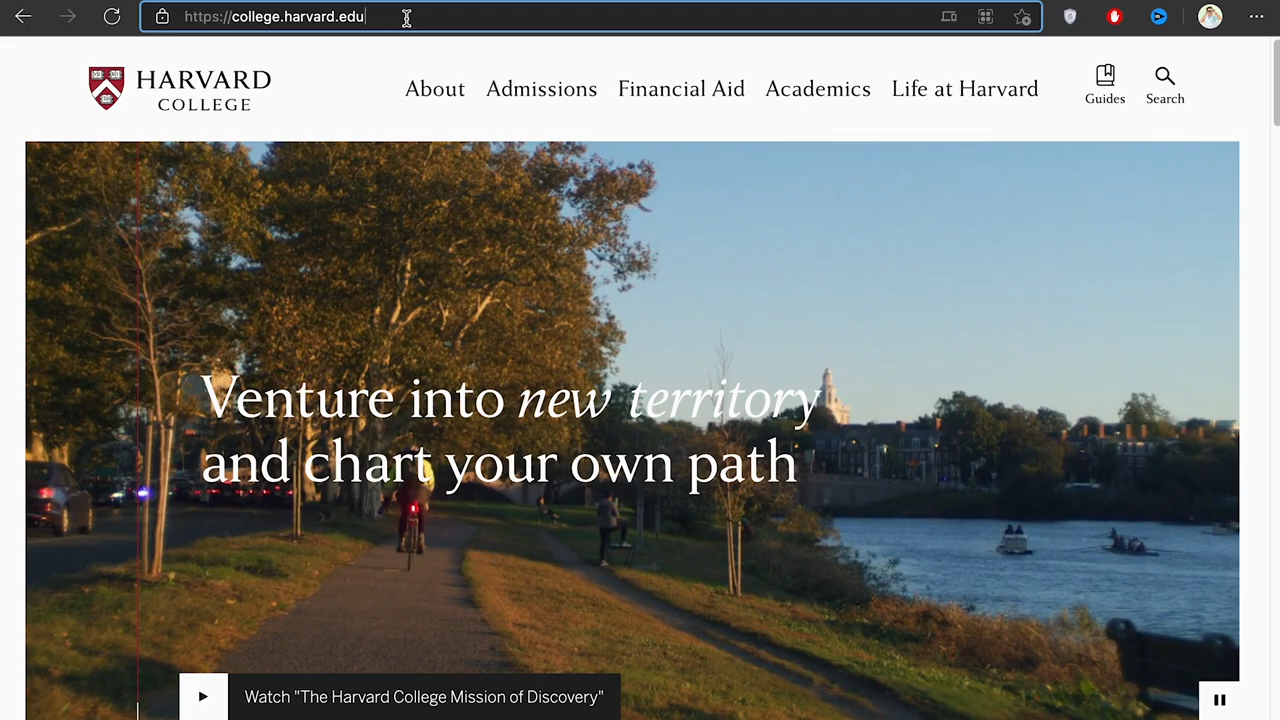 https://college.harvard.edu
HARVARD
COLLEGE
About Admissions Financial Aid Academics Life at Harvard
Guides
Search
Venture into new territory
and chart your own path
Watch "The Harvard College Mission of Discovery"